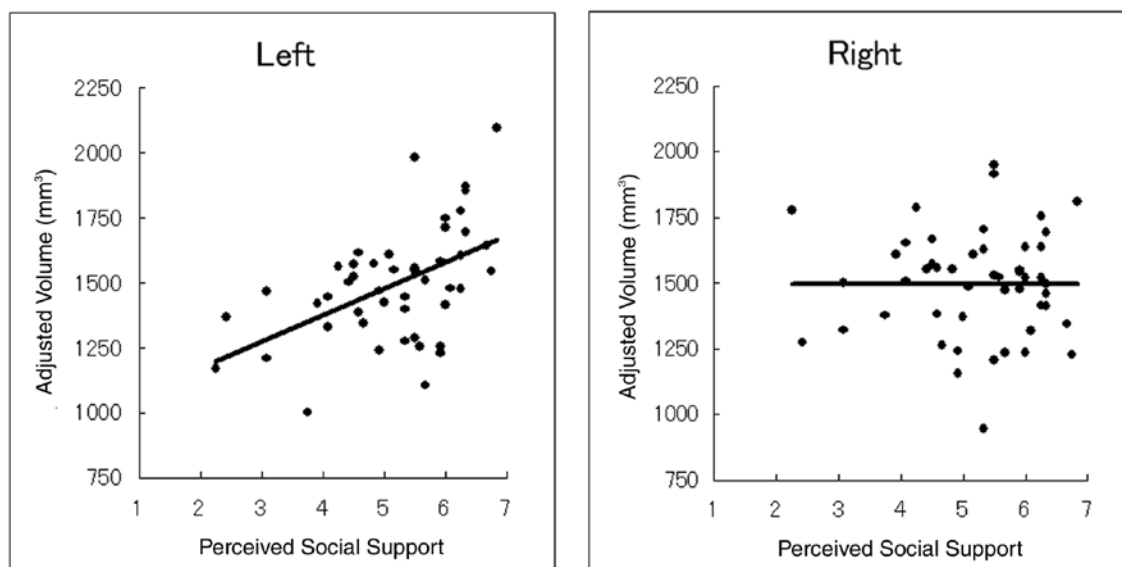 Left
Adjusted Volume (mm³)
2250
2000
1750
1500
1250
1000
750
1 2 3 4 5 6 7
Perceived Social Support
Right
Adjusted Volume (mm³)
2250
2000
1750
1500
1250
1000
750
1 2 3 4 5 6 7
Perceived Social Support